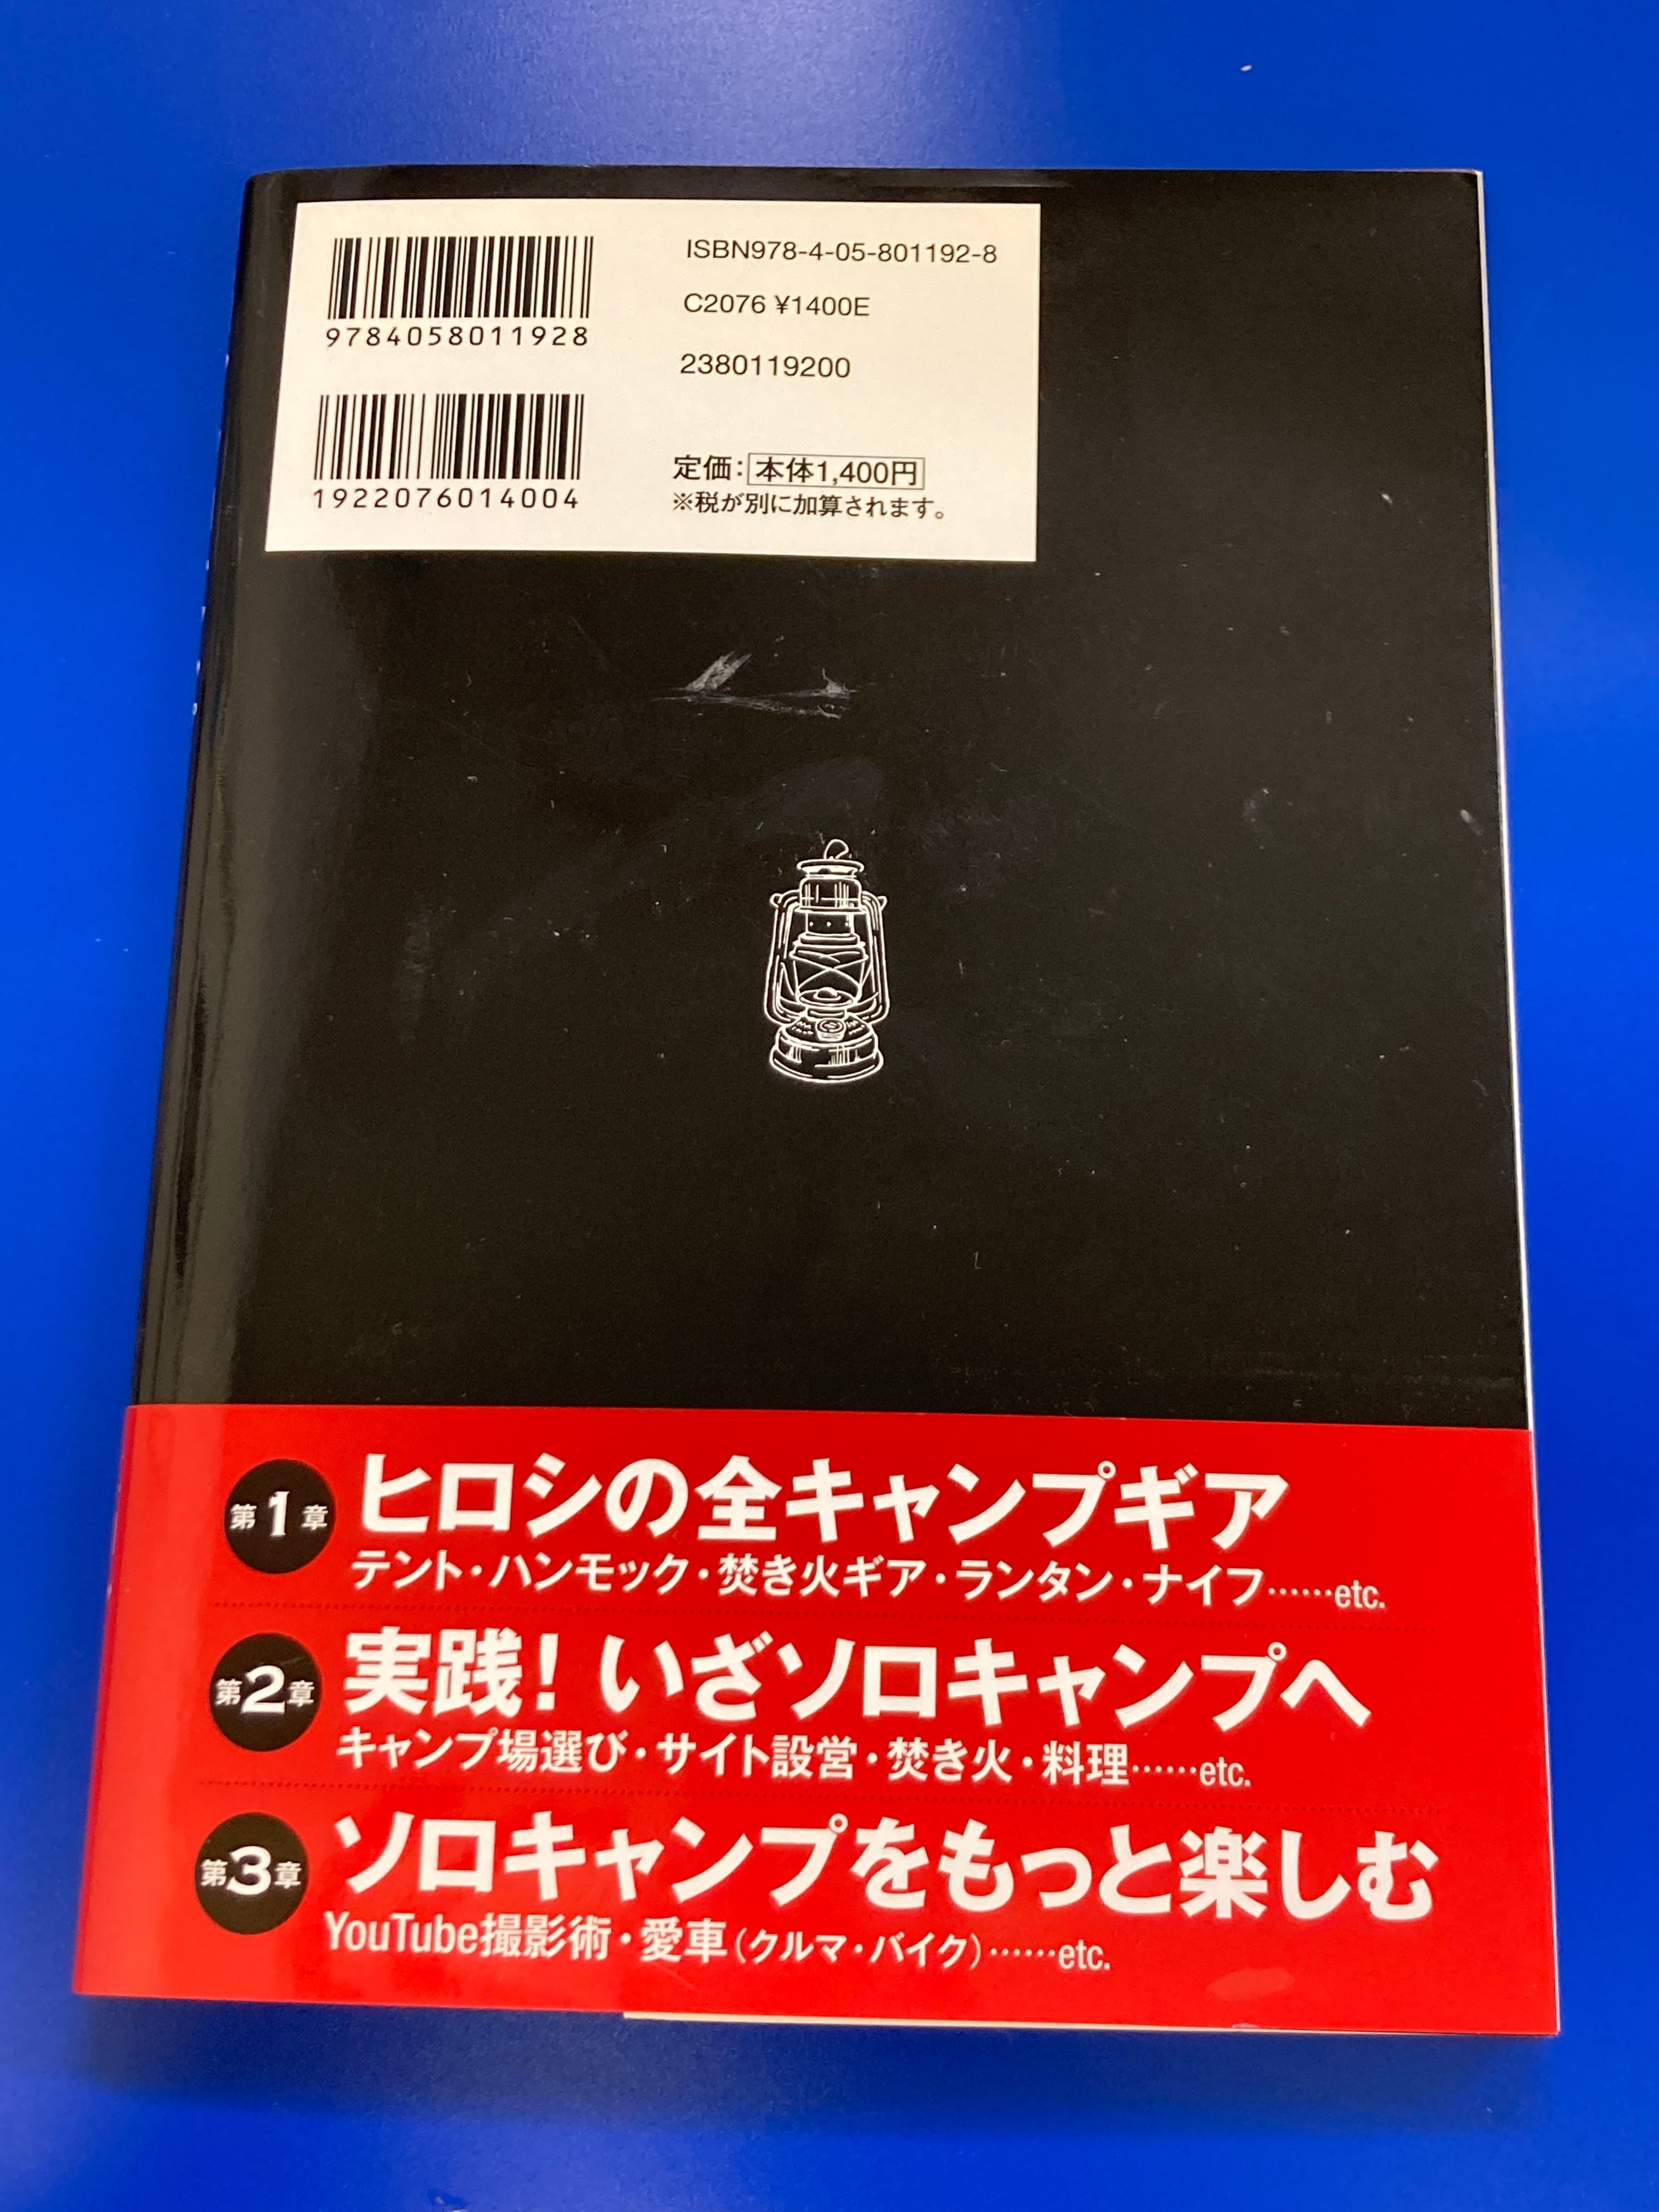 ISBN978-4-05-801192-8
C2076 ¥1400E
9784058011928
2380119200
定価：本体1,400円
※税が別に加算されます。
1922076014004
第1章 ヒロシの全キャンプギア
テント・ハンモック・焚き火ギア・ランタン・ナイフ……etc.
第2章 実践！いざソロキャンプへ
キャンプ場選び・サイト設営・焚き火・料理……etc.
第3章 ソロキャンプをもっと楽しむ
YouTube撮影術・愛車（クルマ・バイク）……etc.